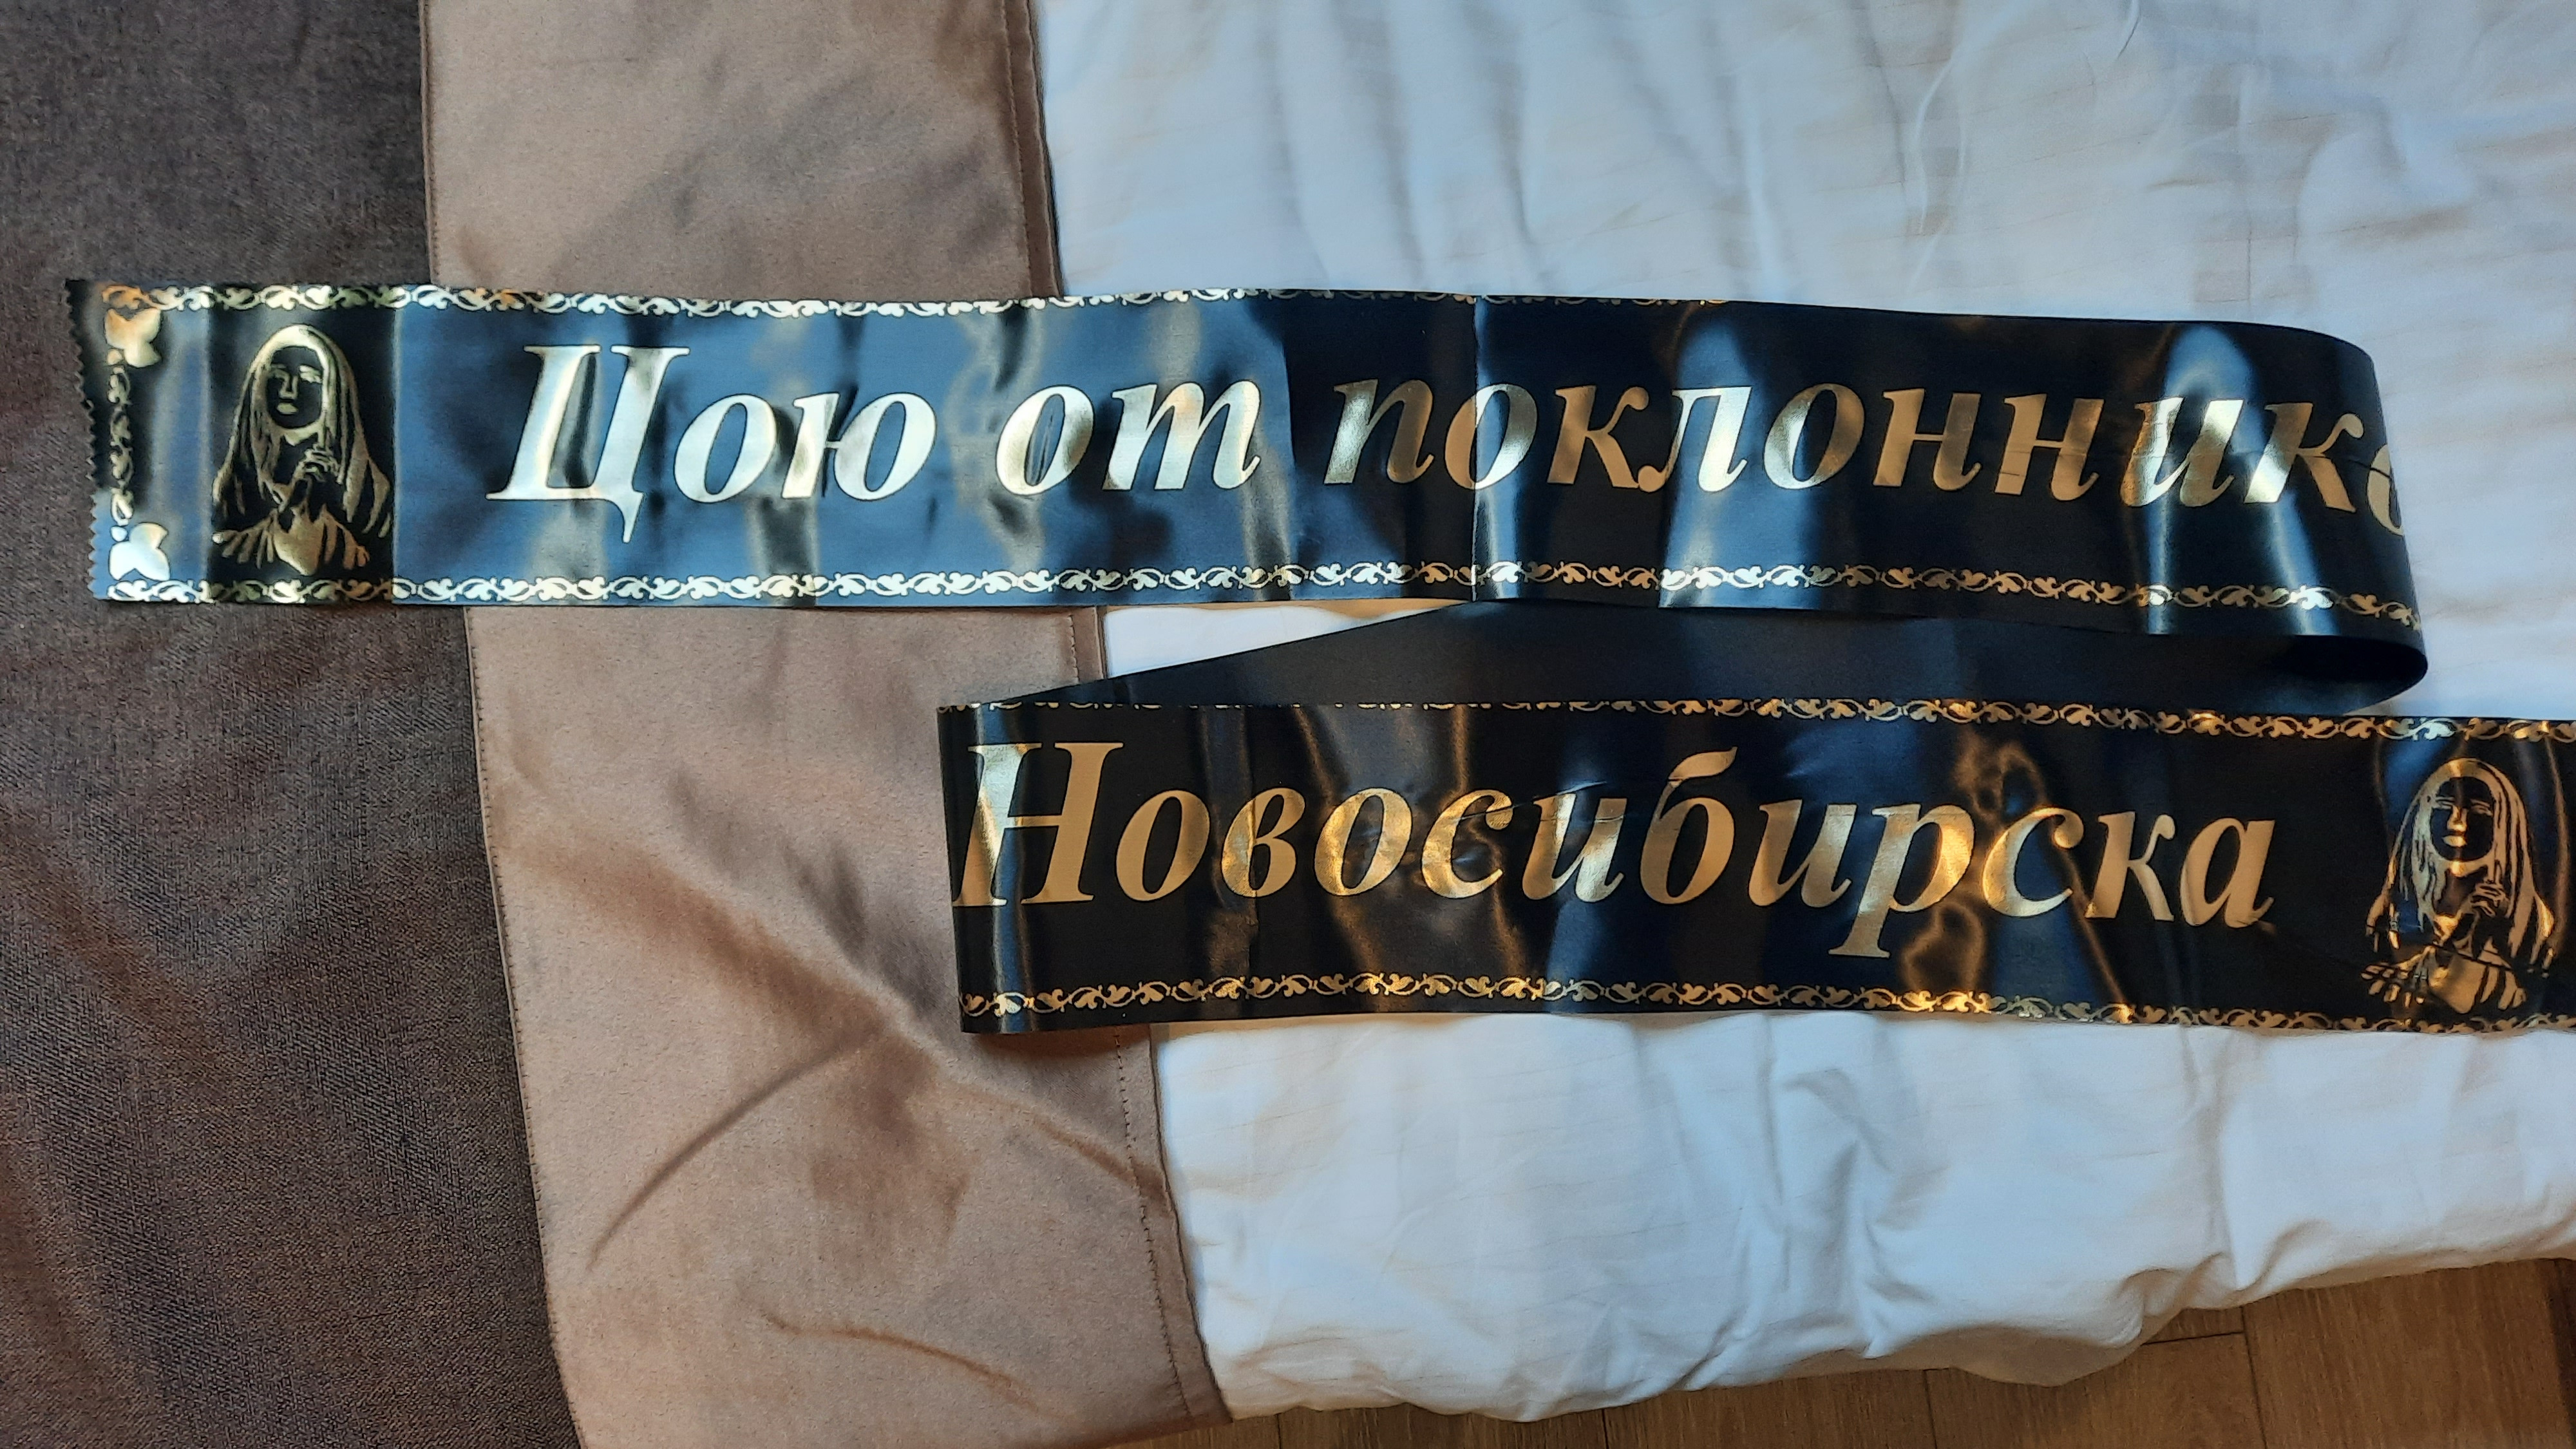 Цою от поклоннико
Новосибирска